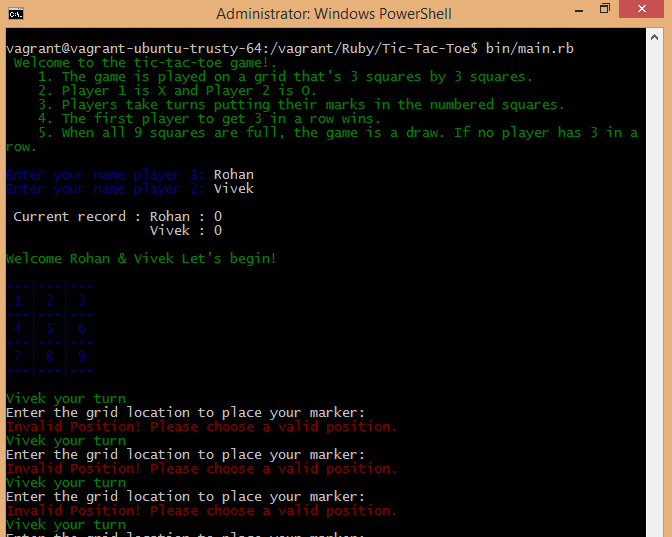 Administrator: Windows PowerShell
vagrant@vagrant-ubuntu-trusty-64:/vagrant/Ruby/Tic-Tac-Toe$ bin/main.rb
Welcome to the tic-tac-toe game!.
1. The game is played on a grid that's 3 squares by 3 squares.
2. Player 1 is X and Player 2 is O.
3. Players take turns putting their marks in the numbered squares.
4. The first player to get 3 in a row wins.
5. When all 9 squares are full, the game is a draw. If no player has 3 in a
row.
Enter your name player 1: Rohan
Enter your name player 2: Vivek
Current record : Rohan : 0
Vivek : 0
Welcome Rohan & Vivek Let's begin!
---|---|---
1 | 2 | 3
---|---|---
4 | 5 | 6
---|---|---
7 | 8 | 9
---|---|---
Vivek your turn
Enter the grid location to place your marker:
Invalid Position! Please choose a valid position.
Vivek your turn
Enter the grid location to place your marker:
Invalid Position! Please choose a valid position.
Vivek your turn
Enter the grid location to place your marker:
Invalid Position! Please choose a valid position.
Vivek your turn
Enter the grid location to place your marker: